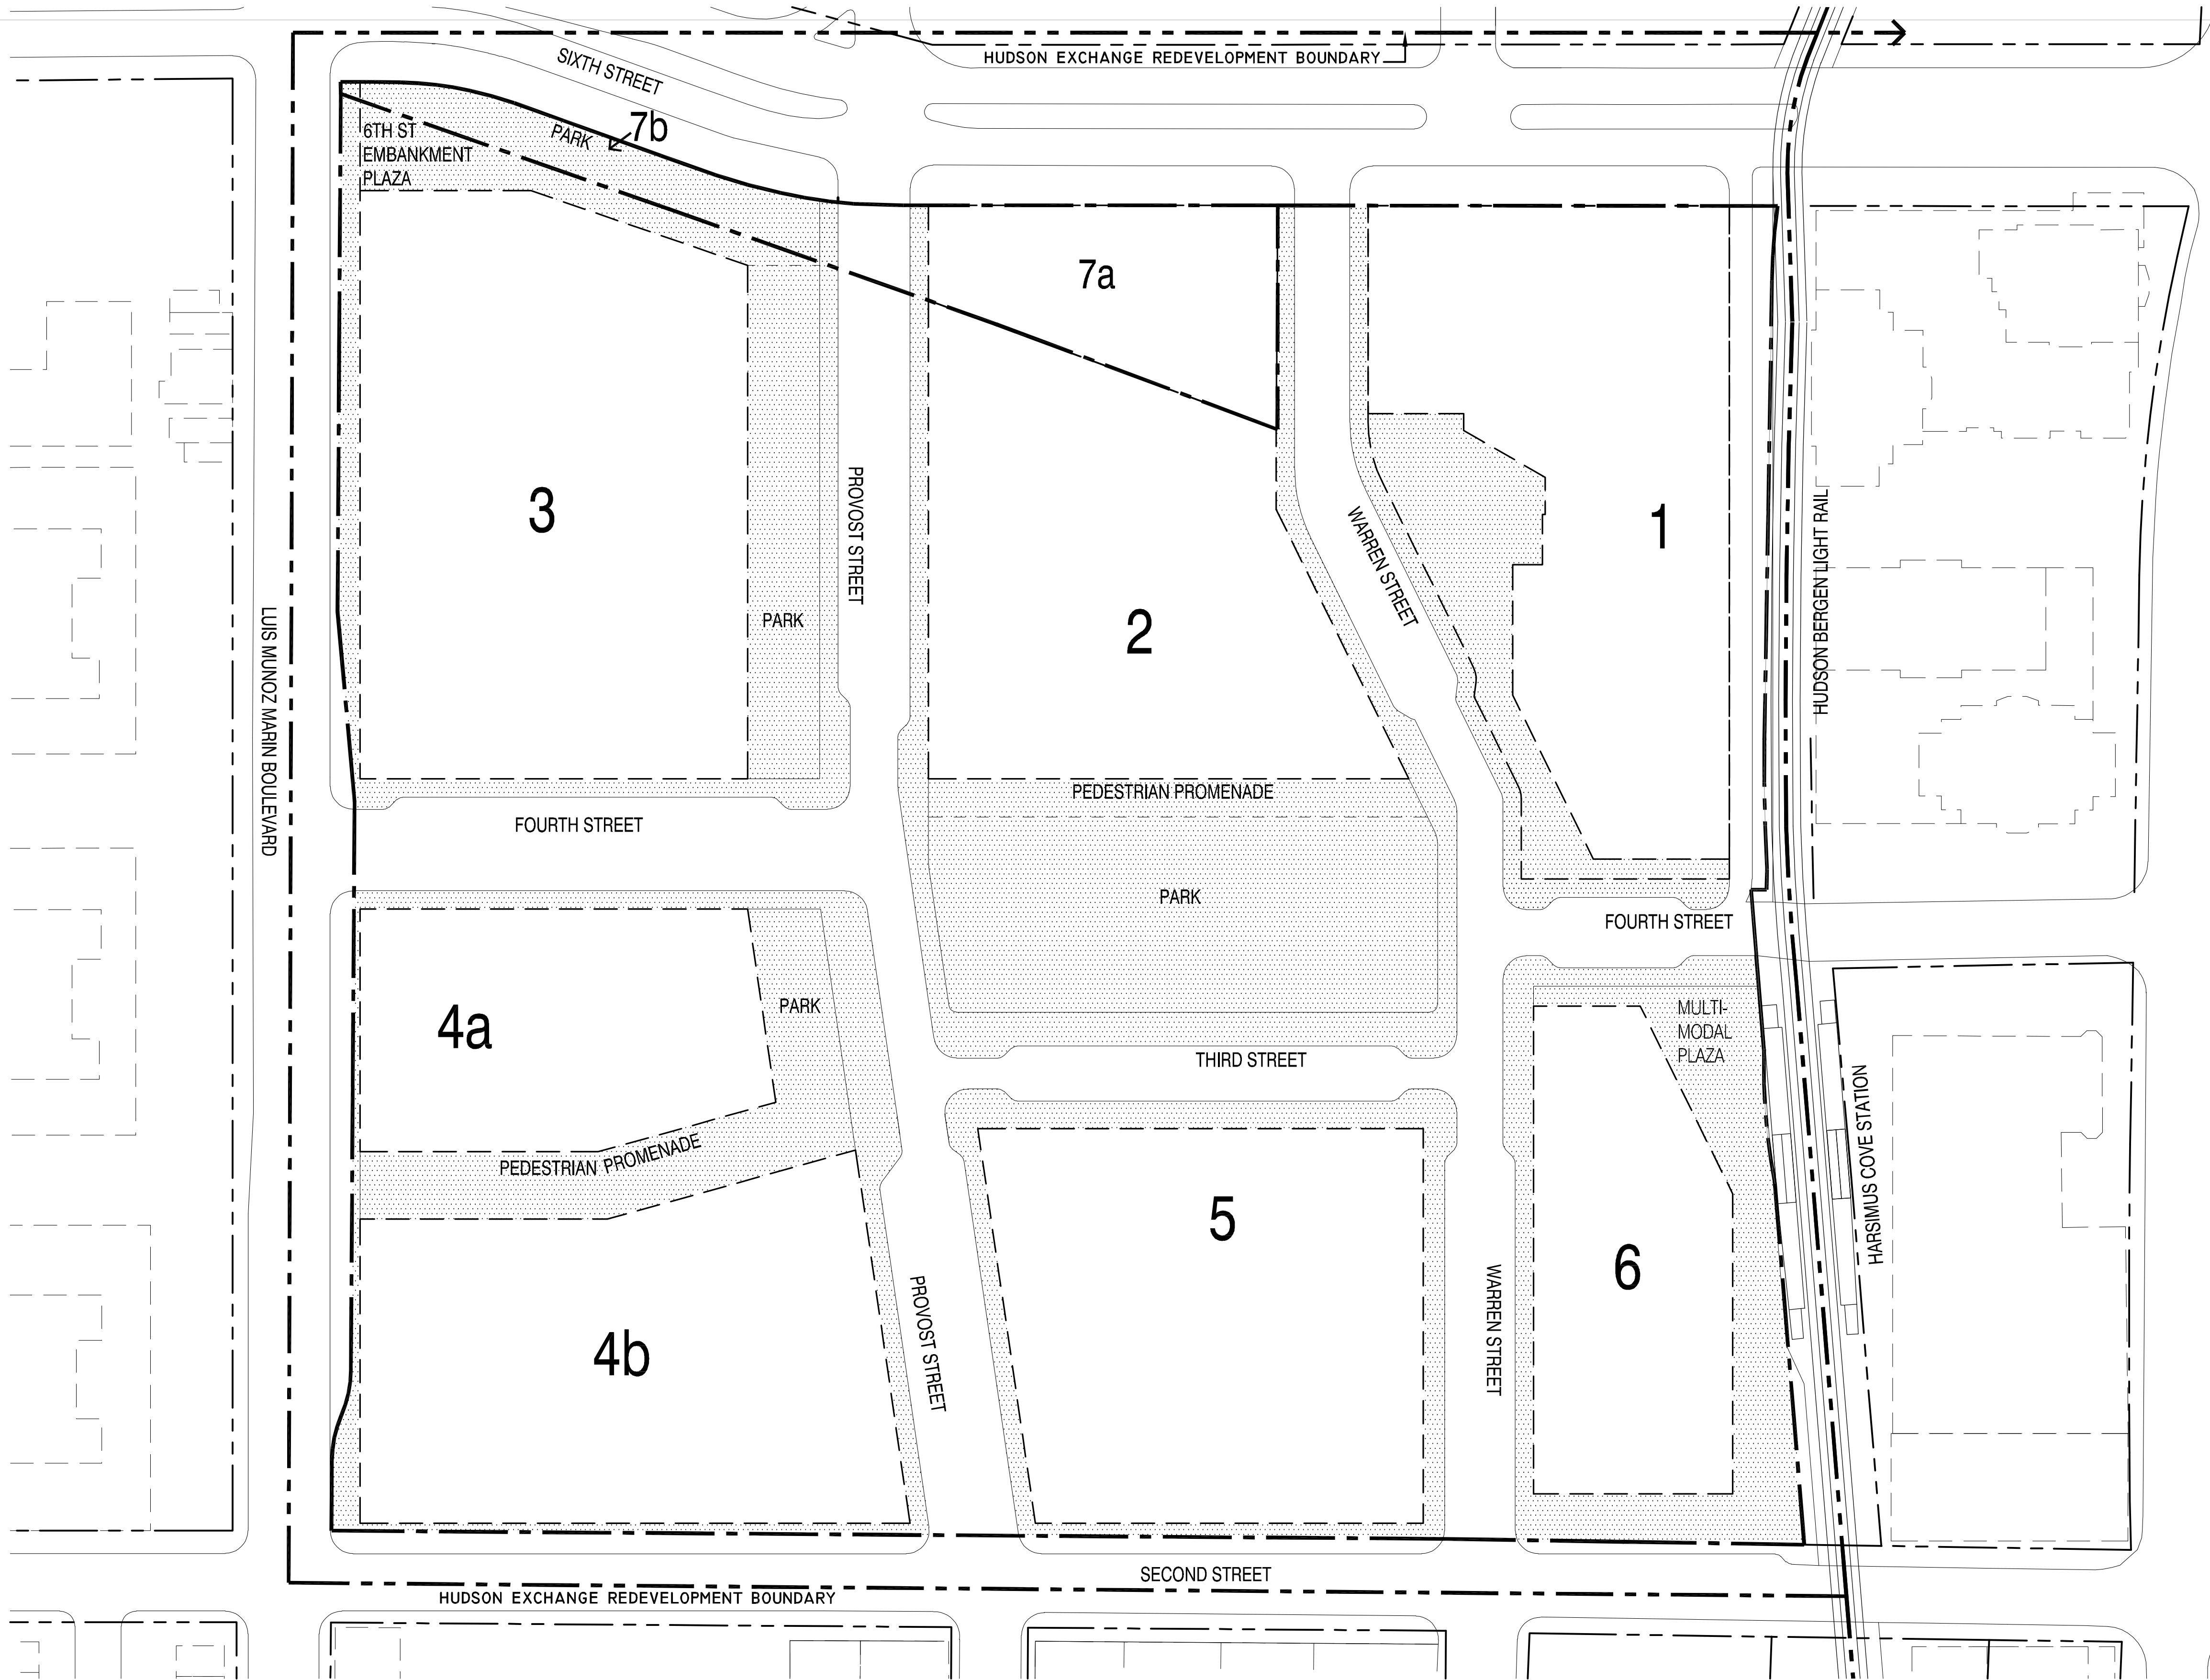 HUDSON EXCHANGE REDEVELOPMENT BOUNDARY
SIXTH STREET
7b
PARK
6TH ST
EMBANKMENT
PLAZA
7a
3
PROVOST STREET
WARREN STREET
1
HUDSON BERGEN LIGHT RAIL
LUIS MUNOZ MARIN BOULEVARD
PARK
2
PEDESTRIAN PROMENADE
FOURTH STREET
PARK
FOURTH STREET
4a
PARK
MULTI-
MODAL
PLAZA
THIRD STREET
HARSIMUS COVE STATION
PEDESTRIAN PROMENADE
5
6
4b
PROVOST STREET
WARREN STREET
SECOND STREET
HUDSON EXCHANGE REDEVELOPMENT BOUNDARY